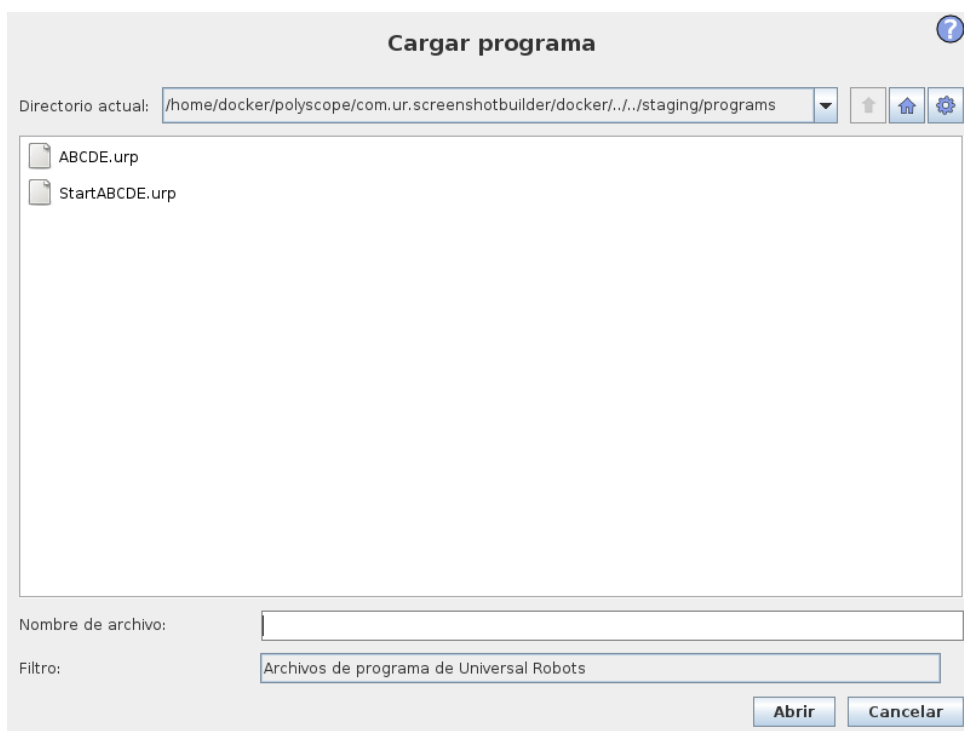 Cargar programa
?
Directorio actual: /home/docker/polyscope/com.ur.screenshotbuilder/docker/../../staging/programs
ABCDE.urp
StartABCDE.urp
Nombre de archivo:
Filtro: Archivos de programa de Universal Robots
Abrir Cancelar